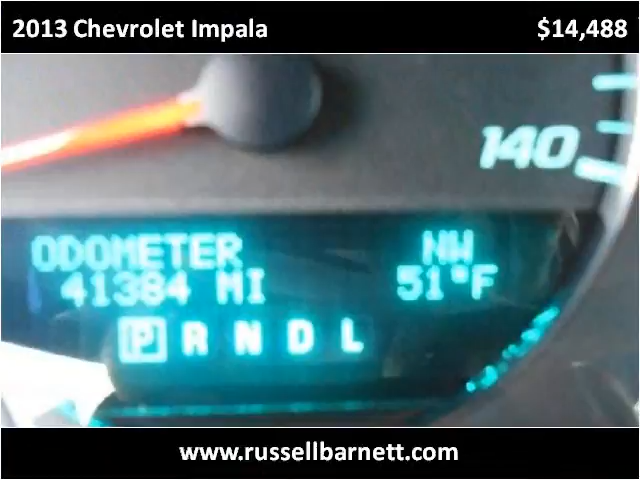 2013 Chevrolet Impala $14,488
140
ODOMETER NW
41384 MI 51°F
P R N D L
www.russellbarnett.com